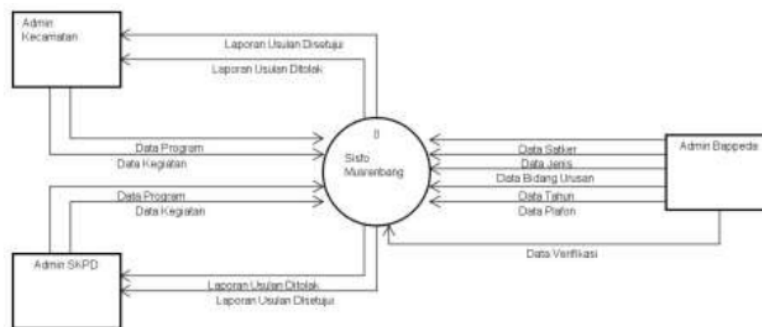 Admin
Kecamatan
Laporan Usulan Disetujui
Laporan Usulan Ditolak
Data Program
Data Kegiatan
0
Sisfo
Musrenbang
Admin Bappeda
Data Satker
Data Jenis
Data Bidang Urusan
Data Tahun
Data Plafon
Data Verifikasi
Data Program
Data Kegiatan
Admin SKPD
Laporan Usulan Ditolak
Laporan Usulan Disetujui